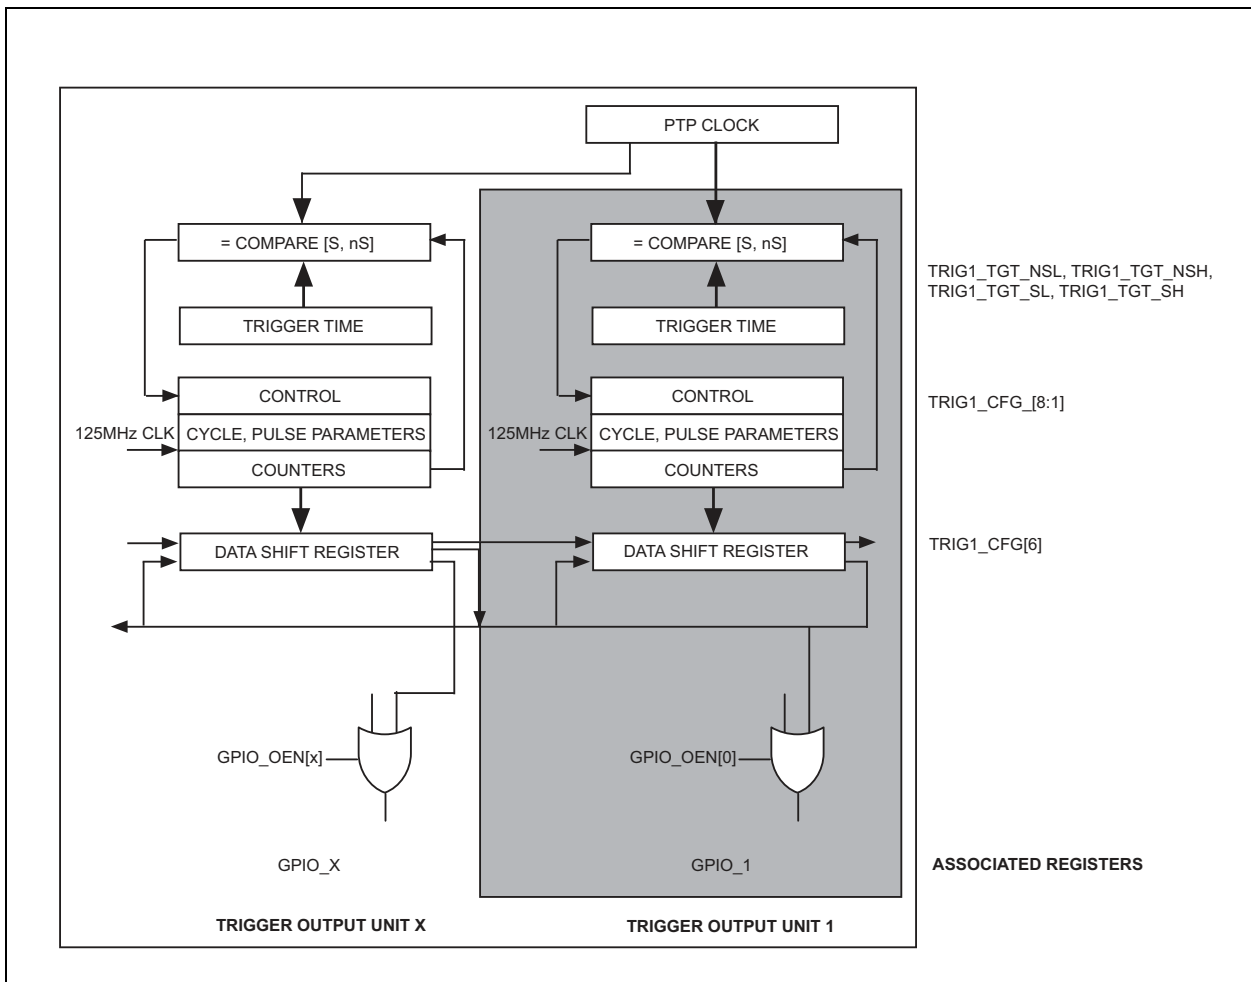 PTP CLOCK
= COMPARE [S, nS]
= COMPARE [S, nS]
TRIG1_TGT_NSL, TRIG1_TGT_NSH,
TRIG1_TGT_SL, TRIG1_TGT_SH
TRIGGER TIME
TRIGGER TIME
CONTROL
CONTROL
TRIG1_CFG_[8:1]
125MHz CLK
CYCLE, PULSE PARAMETERS
125MHz CLK
CYCLE, PULSE PARAMETERS
COUNTERS
COUNTERS
DATA SHIFT REGISTER
DATA SHIFT REGISTER
TRIG1_CFG[6]
GPIO_OEN[x]
GPIO_OEN[0]
GPIO_X
GPIO_1
ASSOCIATED REGISTERS
TRIGGER OUTPUT UNIT X
TRIGGER OUTPUT UNIT 1